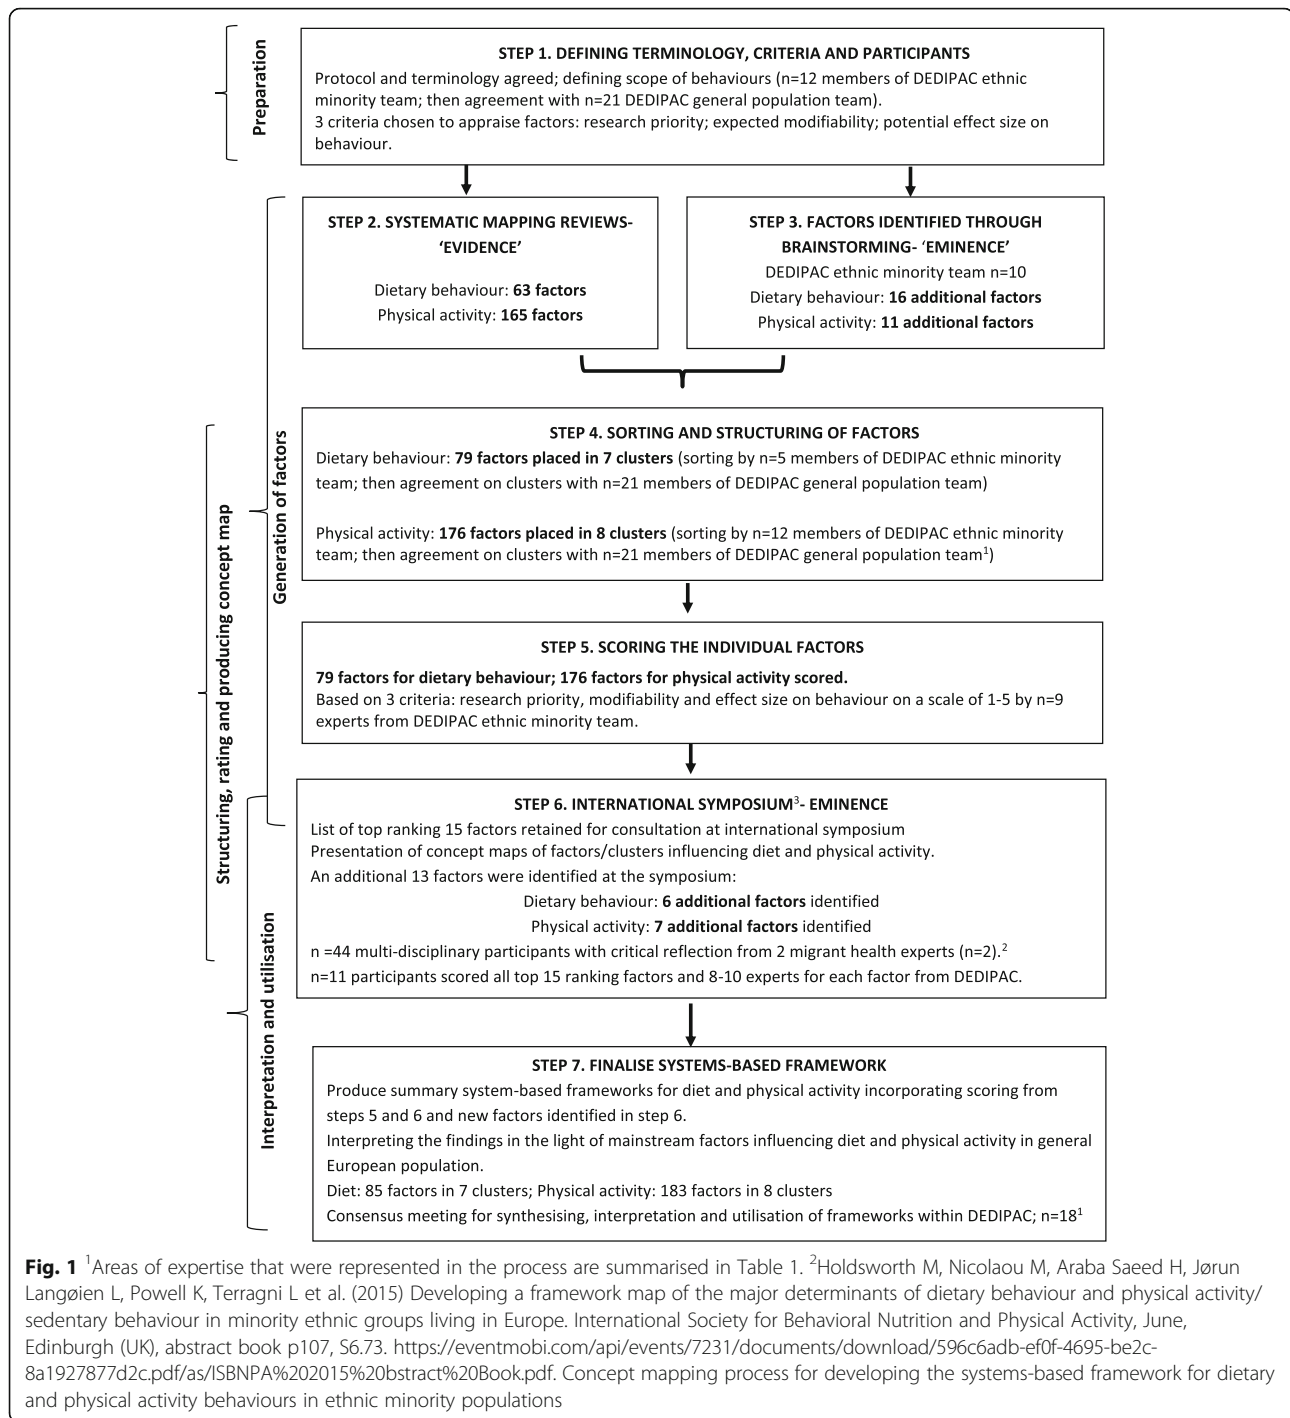 Preparation
STEP 1. DEFINING TERMINOLOGY, CRITERIA AND PARTICIPANTS
Protocol and terminology agreed; defining scope of behaviours (n=12 members of DEDIPAC ethnic
minority team; then agreement with n=21 DEDIPAC general population team).
3 criteria chosen to appraise factors: research priority; expected modifiability; potential effect size on
behaviour.
Generation of factors
STEP 2. SYSTEMATIC MAPPING REVIEWS-
‘EVIDENCE’
Dietary behaviour: 63 factors
Physical activity: 165 factors
STEP 3. FACTORS IDENTIFIED THROUGH
BRAINSTORMING- ‘EMINENCE’
DEDIPAC ethnic minority team n=10
Dietary behaviour: 16 additional factors
Physical activity: 11 additional factors
Structuring, rating and producing concept map
STEP 4. SORTING AND STRUCTURING OF FACTORS
Dietary behaviour: 79 factors placed in 7 clusters (sorting by n=5 members of DEDIPAC ethnic minority
team; then agreement on clusters with n=21 members of DEDIPAC general population team)
Physical activity: 176 factors placed in 8 clusters (sorting by n=12 members of DEDIPAC ethnic minority
team; then agreement on clusters with n=21 members of DEDIPAC general population team¹)
STEP 5. SCORING THE INDIVIDUAL FACTORS
79 factors for dietary behaviour; 176 factors for physical activity scored.
Based on 3 criteria: research priority, modifiability and effect size on behaviour on a scale of 1-5 by n=9
experts from DEDIPAC ethnic minority team.
Interpretation and utilisation
STEP 6. INTERNATIONAL SYMPOSIUM³- EMINENCE
List of top ranking 15 factors retained for consultation at international symposium
Presentation of concept maps of factors/clusters influencing diet and physical activity.
An additional 13 factors were identified at the symposium:
Dietary behaviour: 6 additional factors identified
Physical activity: 7 additional factors identified
n =44 multi-disciplinary participants with critical reflection from 2 migrant health experts (n=2).²
n=11 participants scored all top 15 ranking factors and 8-10 experts for each factor from DEDIPAC.
STEP 7. FINALISE SYSTEMS-BASED FRAMEWORK
Produce summary system-based frameworks for diet and physical activity incorporating scoring from
steps 5 and 6 and new factors identified in step 6.
Interpreting the findings in the light of mainstream factors influencing diet and physical activity in general
European population.
Diet: 85 factors in 7 clusters; Physical activity: 183 factors in 8 clusters
Consensus meeting for synthesising, interpretation and utilisation of frameworks within DEDIPAC; n=18¹
Fig. 1 ¹Areas of expertise that were represented in the process are summarised in Table 1. ²Holdsworth M, Nicolaou M, Araba Saeed H, Jørun
Langøien L, Powell K, Terragni L et al. (2015) Developing a framework map of the major determinants of dietary behaviour and physical activity/
sedentary behaviour in minority ethnic groups living in Europe. International Society for Behavioral Nutrition and Physical Activity, June,
Edinburgh (UK), abstract book p107, S6.73. https://eventmobi.com/api/events/7231/documents/download/596c6adb-ef0f-4695-be2c-
8a1927877d2c.pdf/as/ISBNPA%202015%20bstract%20Book.pdf. Concept mapping process for developing the systems-based framework for dietary
and physical activity behaviours in ethnic minority populations